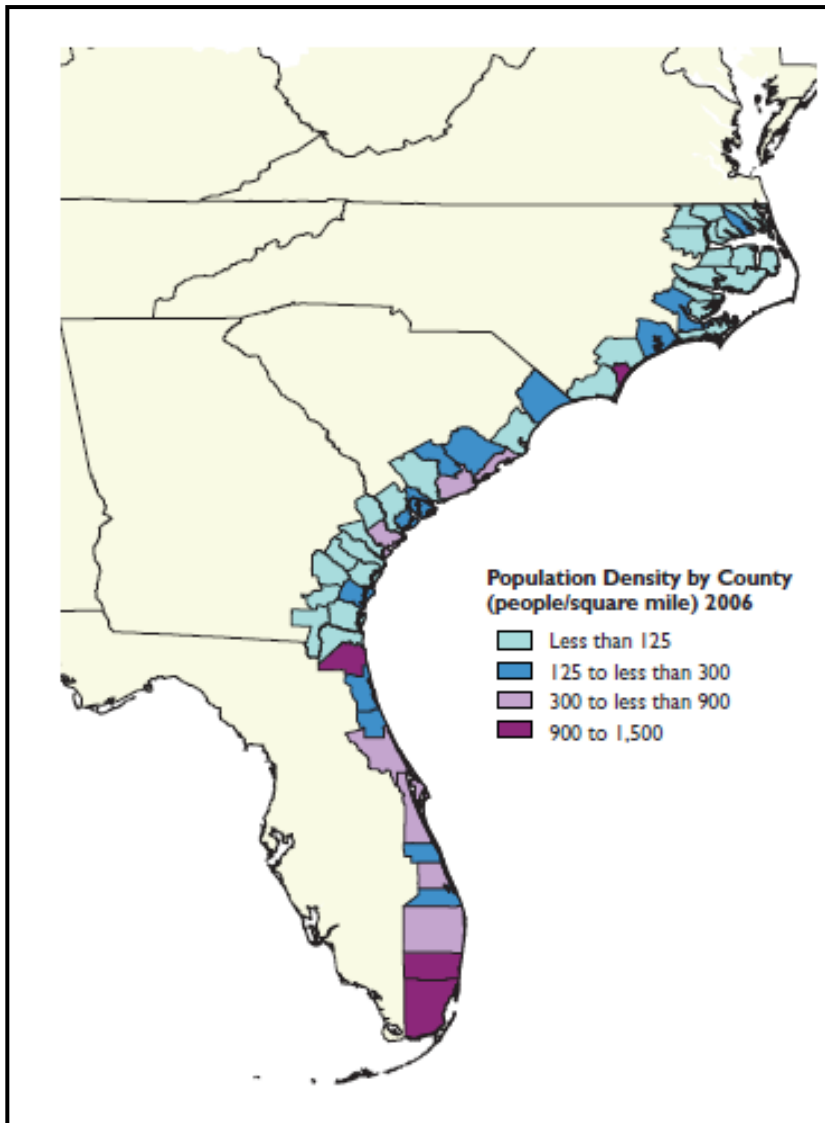 Population Density by County
(people/square mile) 2006
Less than 125
125 to less than 300
300 to less than 900
900 to 1,500